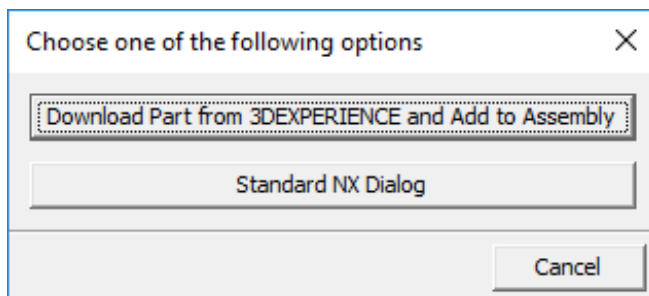 Choose one of the following options
Download Part from 3DEXPERIENCE and Add to Assembly
Standard NX Dialog
Cancel